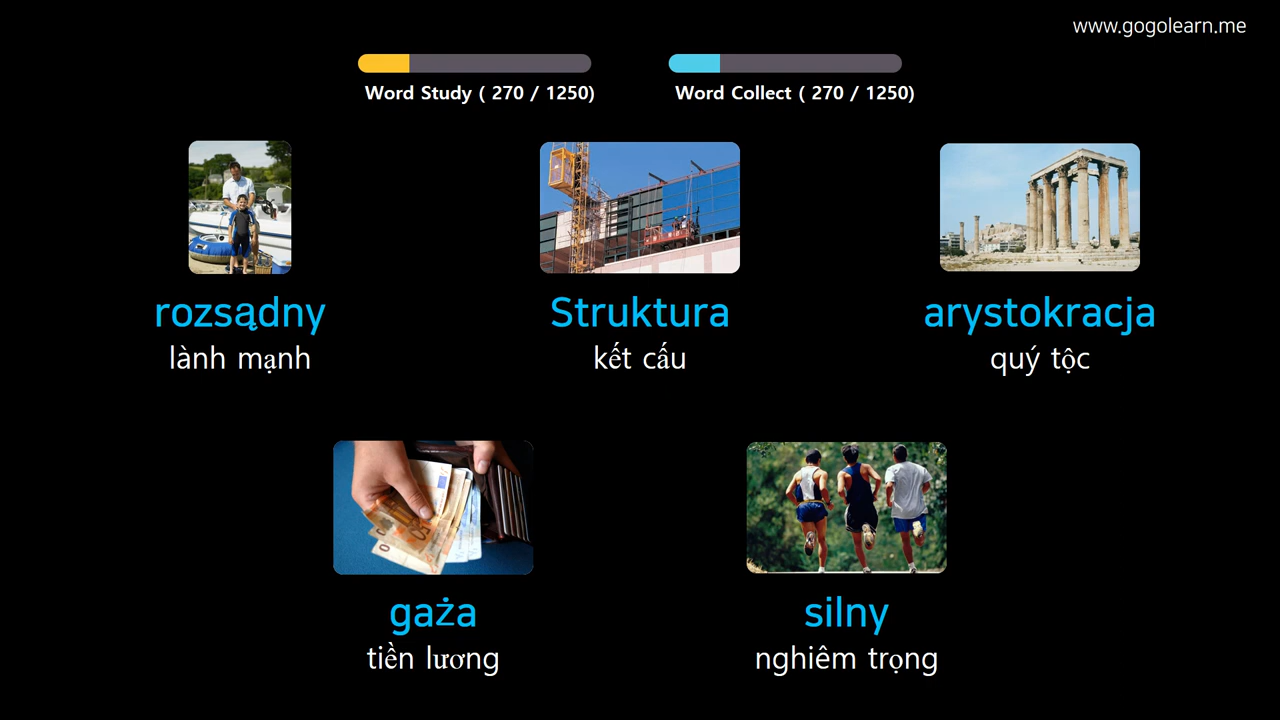 www.gogolearn.me
Word Study ( 270 / 1250)
Word Collect ( 270 / 1250)
rozsądny
lành mạnh
Struktura
kết cấu
arystokracja
quý tộc
gaża
tiền lương
silny
nghiêm trọng